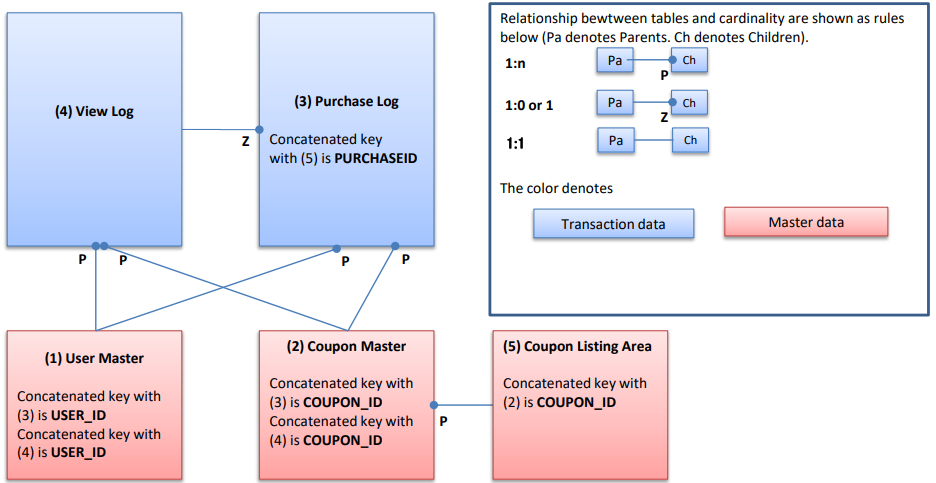 Relationship bewtween tables and cardinality are shown as rules
below (Pa denotes Parents. Ch denotes Children).
1:n
Pa
Ch
P
1:0 or 1
Pa
Ch
Z
1:1
Pa
Ch
The color denotes
Transaction data
Master data
(4) View Log
Z
(3) Purchase Log
Concatenated key
with (5) is PURCHASEID
P
P
P
P
(1) User Master
Concatenated key with
(3) is USER_ID
Concatenated key with
(4) is USER_ID
(2) Coupon Master
Concatenated key with
(3) is COUPON_ID
Concatenated key with
(4) is COUPON_ID
P
(5) Coupon Listing Area
Concatenated key with
(2) is COUPON_ID